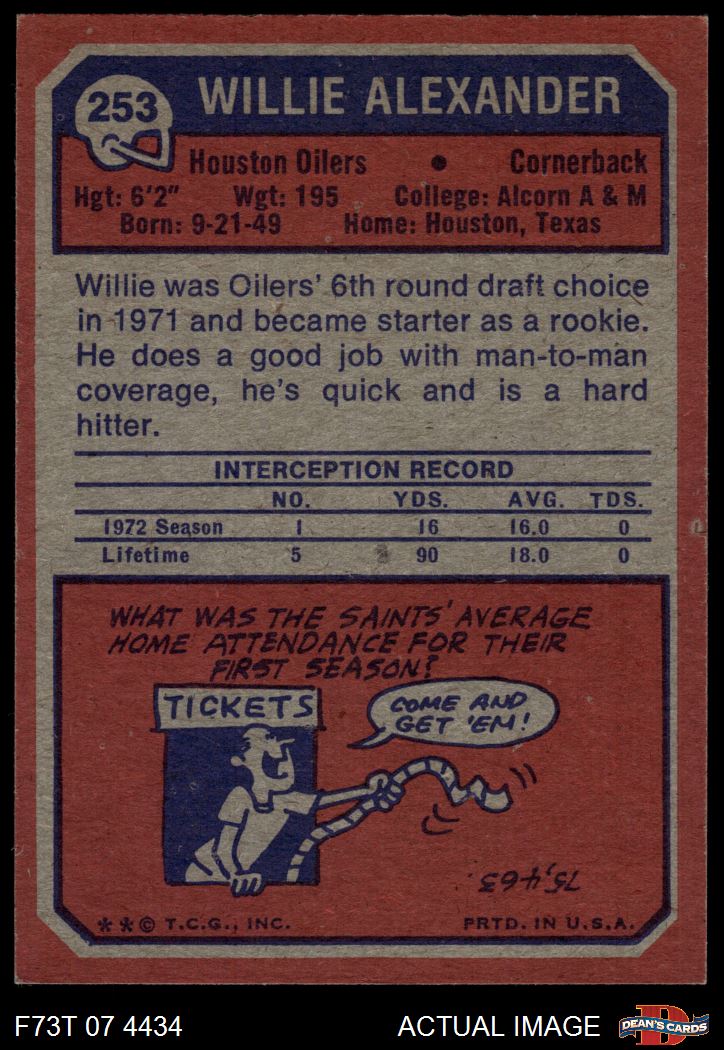 253
WILLIE ALEXANDER
Houston Oilers • Cornerback
Hgt: 6'2" Wgt: 195 College: Alcorn A & M
Born: 9-21-49 Home: Houston, Texas
Willie was Oilers' 6th round draft choice
in 1971 and became starter as a rookie.
He does a good job with man-to-man
coverage, he's quick and is a hard
hitter.
INTERCEPTION RECORD
NO. YDS. AVG. TDS.
1972 Season 1 16 16.0 0
Lifetime 5 90 18.0 0
WHAT WAS THE SAINTS' AVERAGE
HOME ATTENDANCE FOR THEIR
FIRST SEASON?
TICKETS
COME AND
GET 'EM!
75,463.
**© T.C.G., INC. PRTD. IN U.S.A.
F73T 07 4434 ACTUAL IMAGE
D
DEAN'S CARDS